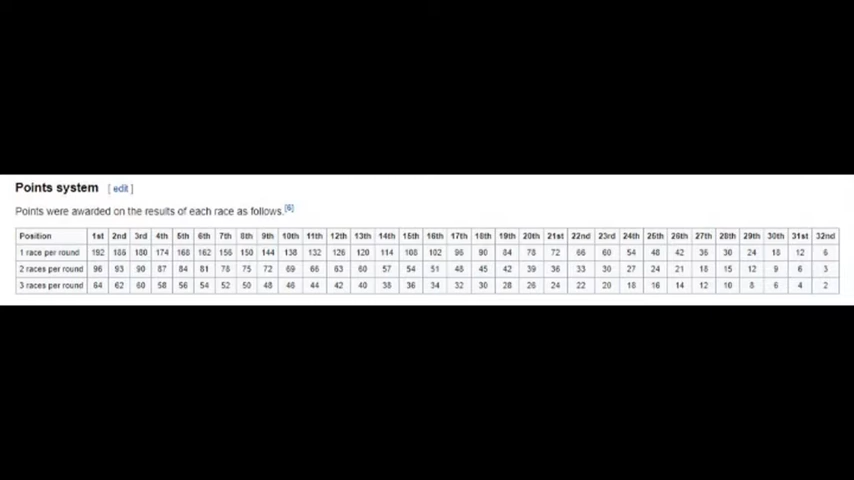 Points system [ edit ]
Points were awarded on the results of each race as follows.[6]
Position 1st 2nd 3rd 4th 5th 6th 7th 8th 9th 10th 11th 12th 13th 14th 15th 16th 17th 18th 19th 20th 21st 22nd 23rd 24th 25th 26th 27th 28th 29th 30th 31st 32nd
1 race per round 192 186 180 174 168 162 156 150 144 138 132 126 120 114 108 102 96 90 84 78 72 66 60 54 48 42 36 30 24 18 12 6
2 races per round 96 93 90 87 84 81 78 75 72 69 66 63 60 57 54 51 48 45 42 39 36 33 30 27 24 21 18 15 12 9 6 3
3 races per round 64 62 60 58 56 54 52 50 48 46 44 42 40 38 36 34 32 30 28 26 24 22 20 18 16 14 12 10 8 6 4 2